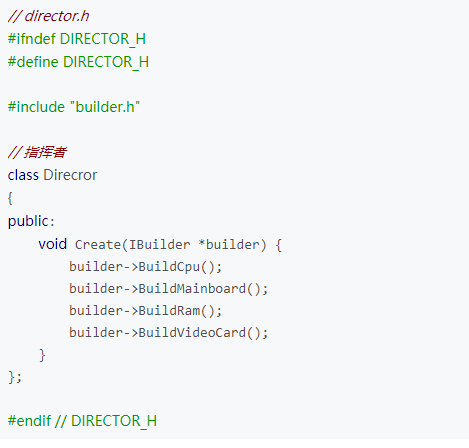 // director.h
#ifndef DIRECTOR_H
#define DIRECTOR_H
#include "builder.h"
// 指挥者
class Direcror
{
public:
void Create(IBuilder *builder) {
builder->BuildCpu();
builder->BuildMainboard();
builder->BuildRam();
builder->BuildVideoCard();
}
};
#endif // DIRECTOR_H